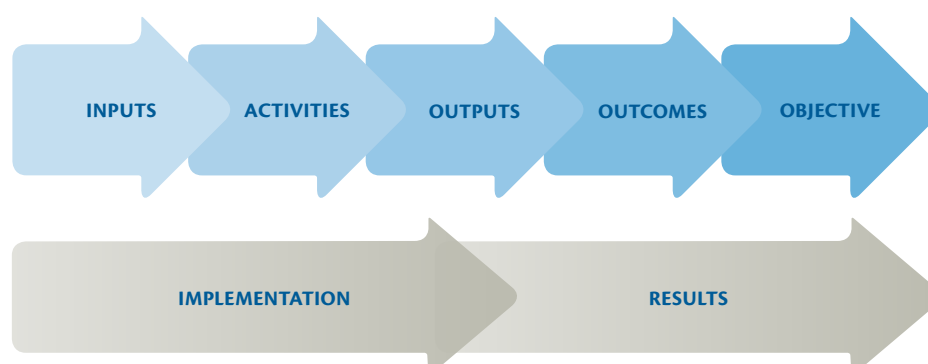 INPUTS ACTIVITIES OUTPUTS OUTCOMES OBJECTIVE
IMPLEMENTATION RESULTS